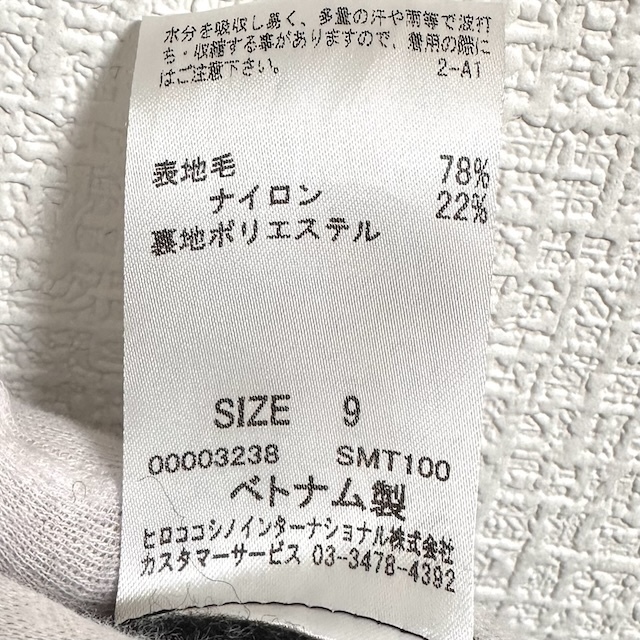 水分を吸収し易く、多量の汗や雨等で波打
ち・収縮する事がありますので、着用の際に
はご注意下さい。 2-A1
表地毛 78%
ナイロン 22%
裏地ポリエステル
SIZE 9
00003238 SMT100
ベトナム製
ヒロココシノインターナショナル株式会社
カスタマーサービス 03-3478-4392